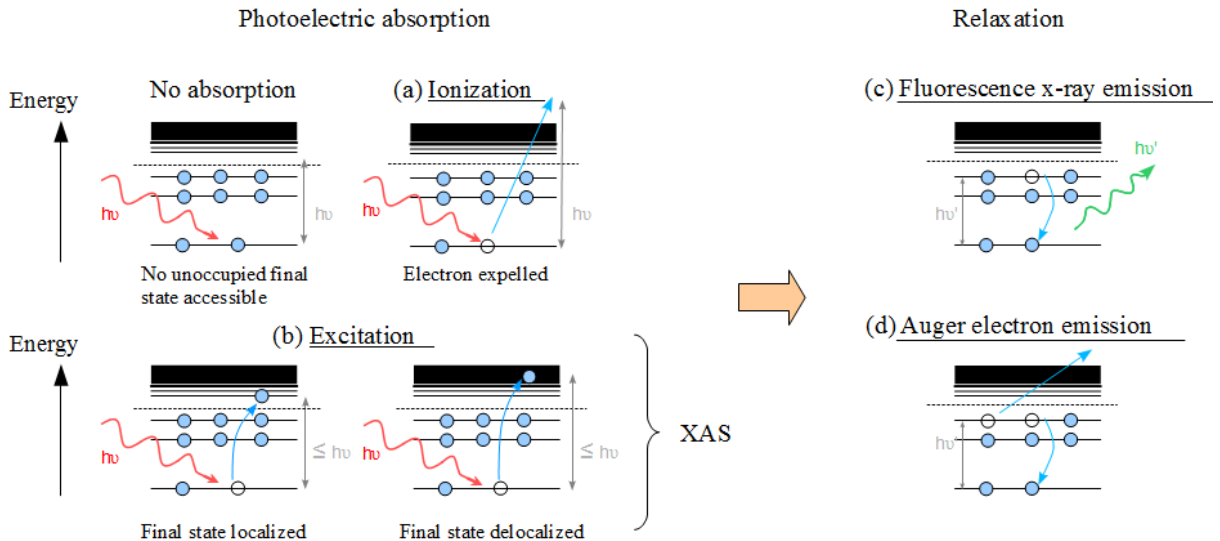 Photoelectric absorption
Relaxation
Energy
No absorption
(a) Ionization
(c) Fluorescence x-ray emission
hυ
hυ
hυ
hυ
hυ'
hυ'
No unoccupied final
state accessible
Electron expelled
Energy
(b) Excitation
(d) Auger electron emission
hυ
≤ hυ
hυ
≤ hυ
XAS
hυ'
Final state localized
Final state delocalized